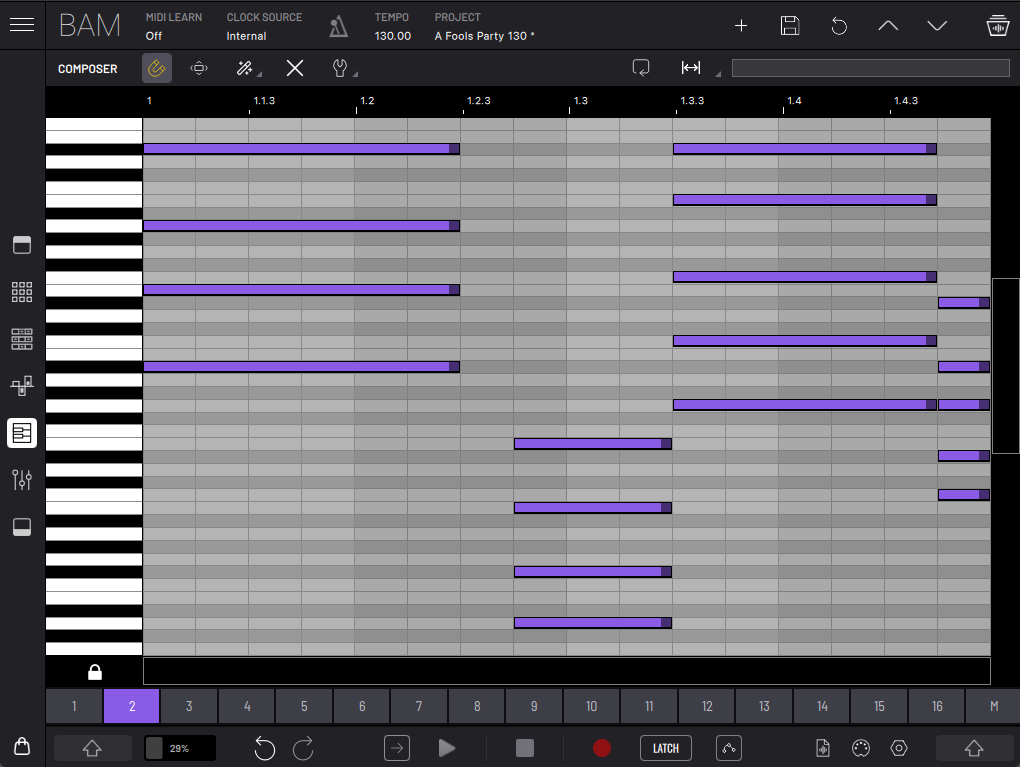 BAM
MIDI LEARN
Off
CLOCK SOURCE
Internal
TEMPO
130.00
PROJECT
A Fools Party 130 *
COMPOSER
1 1.1.3 1.2 1.2.3 1.3 1.3.3 1.4 1.4.3
1 2 3 4 5 6 7 8 9 10 11 12 13 14 15 16 M
29%
LATCH